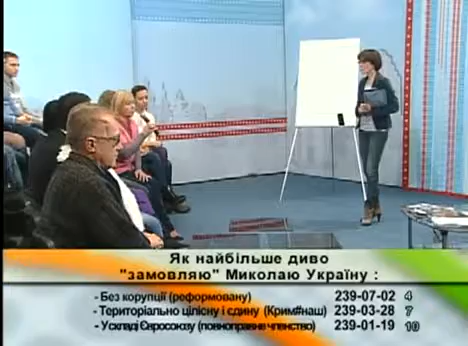 Як найбільше диво
"замовляю" Миколаю Україну :
- Без корупції (реформовану) 239-07-02 4
- Територіально цілісну і єдину (Крим#наш) 239-03-28 7
- У складі Євросоюзу (повноправне членство) 239-01-19 10